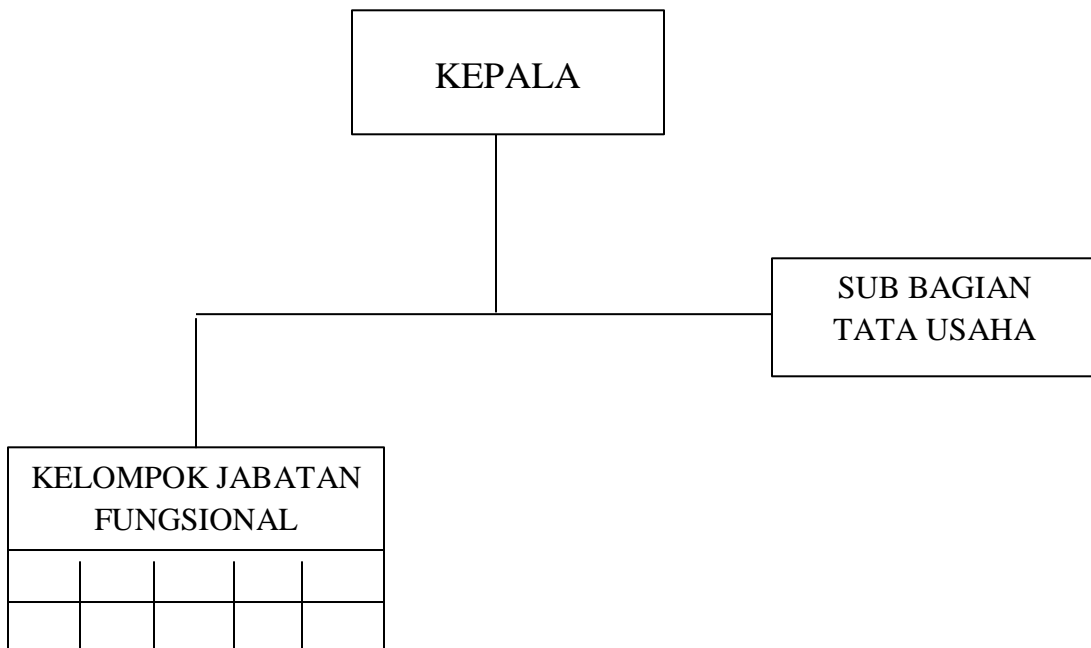 KEPALA
SUB BAGIAN
TATA USAHA
KELOMPOK JABATAN
FUNGSIONAL